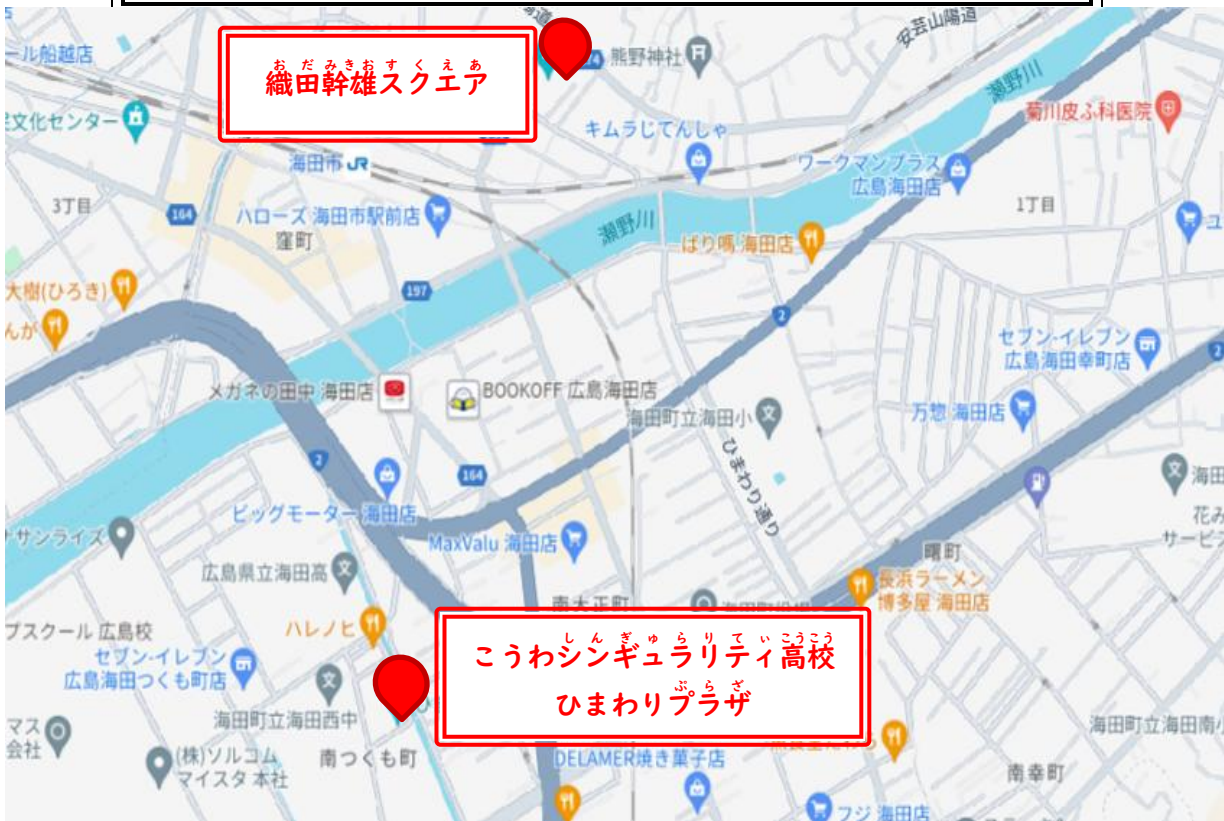 ール船越店
文化センター
3丁目
164
海田市 JR
ハローズ 海田市駅前店
窪町
おだみきおすくえあ
織田幹雄スクエア
熊野神社
安芸山陽道
瀬野川
菊川皮ふ科医院
キムラじてんしゃ
ワークマンプラス
広島海田店
1丁目
瀬野川
ばり嗎 海田店
大樹(ひろき)
んが
197
2
セブン-イレブン
広島海田幸町店
メガネの田中 海田店
BOOKOFF 広島海田店
海田町立海田小
万惣 海田店
ひまわり通り
2
164
ビッグモーター 海田店
海田
花み
サービス
サンライズ
MaxValu 海田店
広島県立海田高
曙町
長浜ラーメン
博多屋 海田店
南大正町
プスクール 広島校
ハレノヒ
セブン-イレブン
広島海田つくも町店
しんぎゅらりてぃこうこう
こうわシンギュラリティ高校
ぷらざ
ひまわりプラザ
海田町立海田西中
マス
会社
(株)ソルコム
マイスタ 本社
南つくも町
DELAMER焼き菓子店
海田町立海田南小
南幸町
フジ 海田店